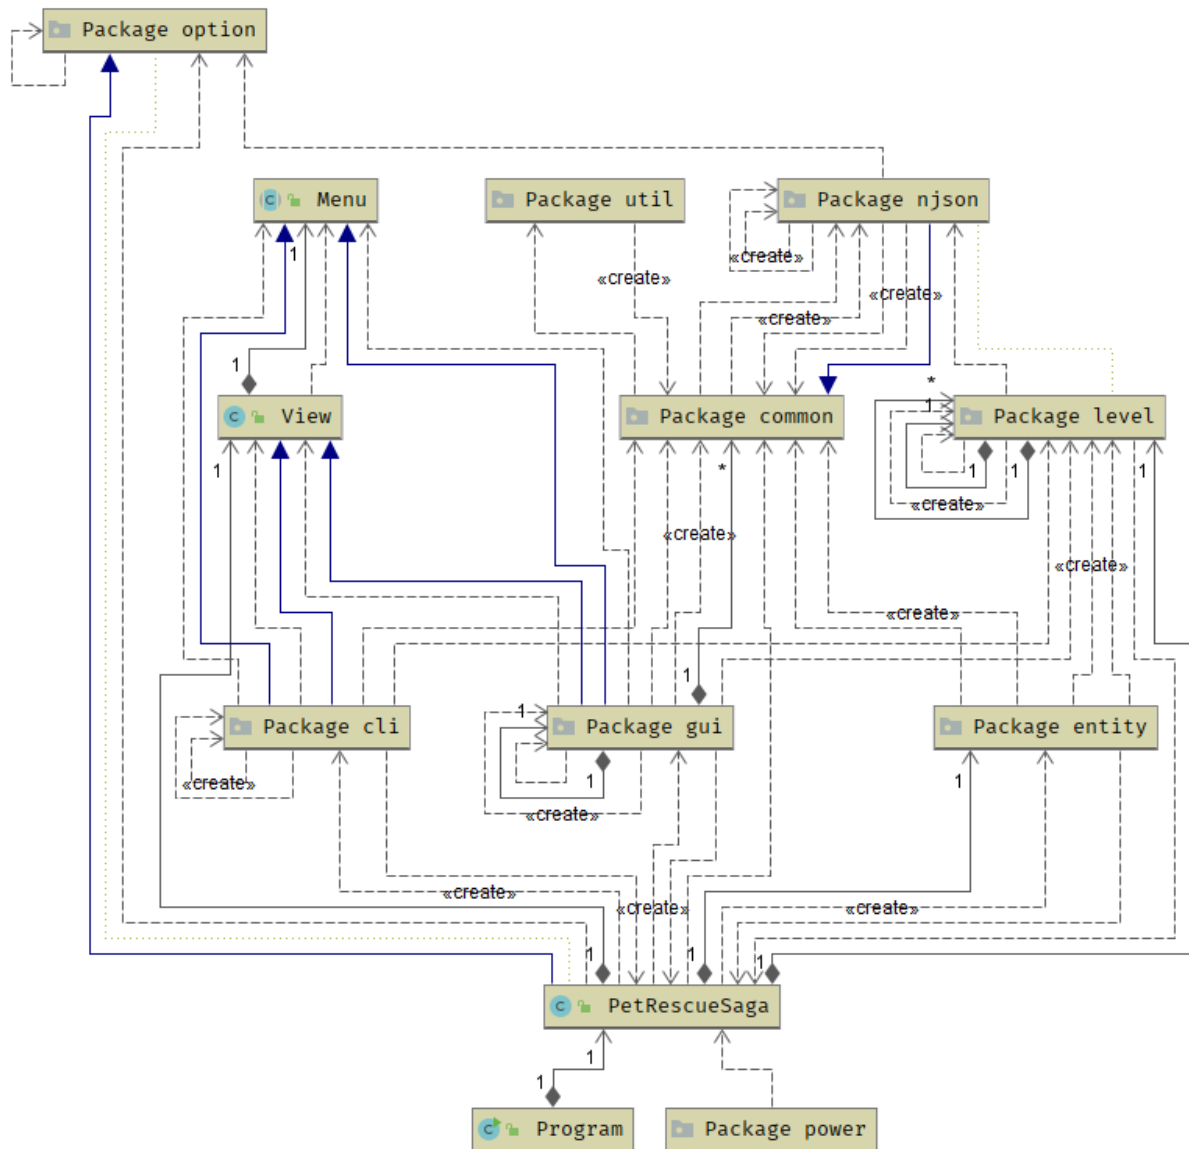 Package option
Menu
Package util
Package njson
1
«create»
«create»
«create»
«create»
1
*
1
View
Package common
Package level
1
*
1
1
1
«create»
«create»
«create»
«create»
1
1
Package cli
Package gui
Package entity
«create»
1
«create»
1
«create»
«create»
«create»
1
1
1
PetRescueSaga
1
1
Program
Package power